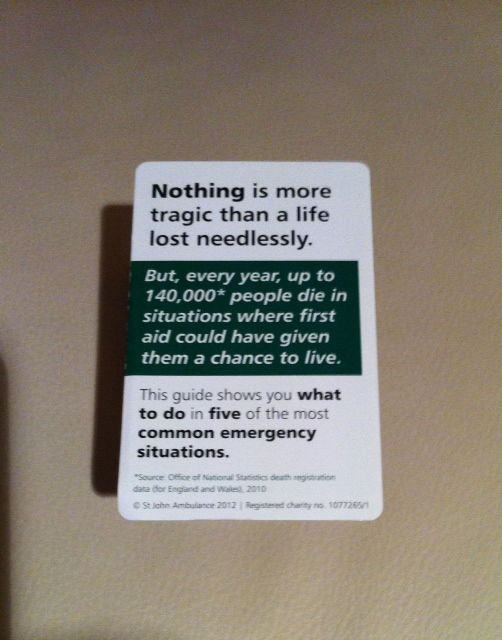 Nothing is more
tragic than a life
lost needlessly.
But, every year, up to
140,000* people die in
situations where first
aid could have given
them a chance to live.
This guide shows you what
to do in five of the most
common emergency
situations.
*Source: Office of National Statistics death registration
data (for England and Wales), 2010
© St John Ambulance 2012 | Registered charity no. 1077265/1